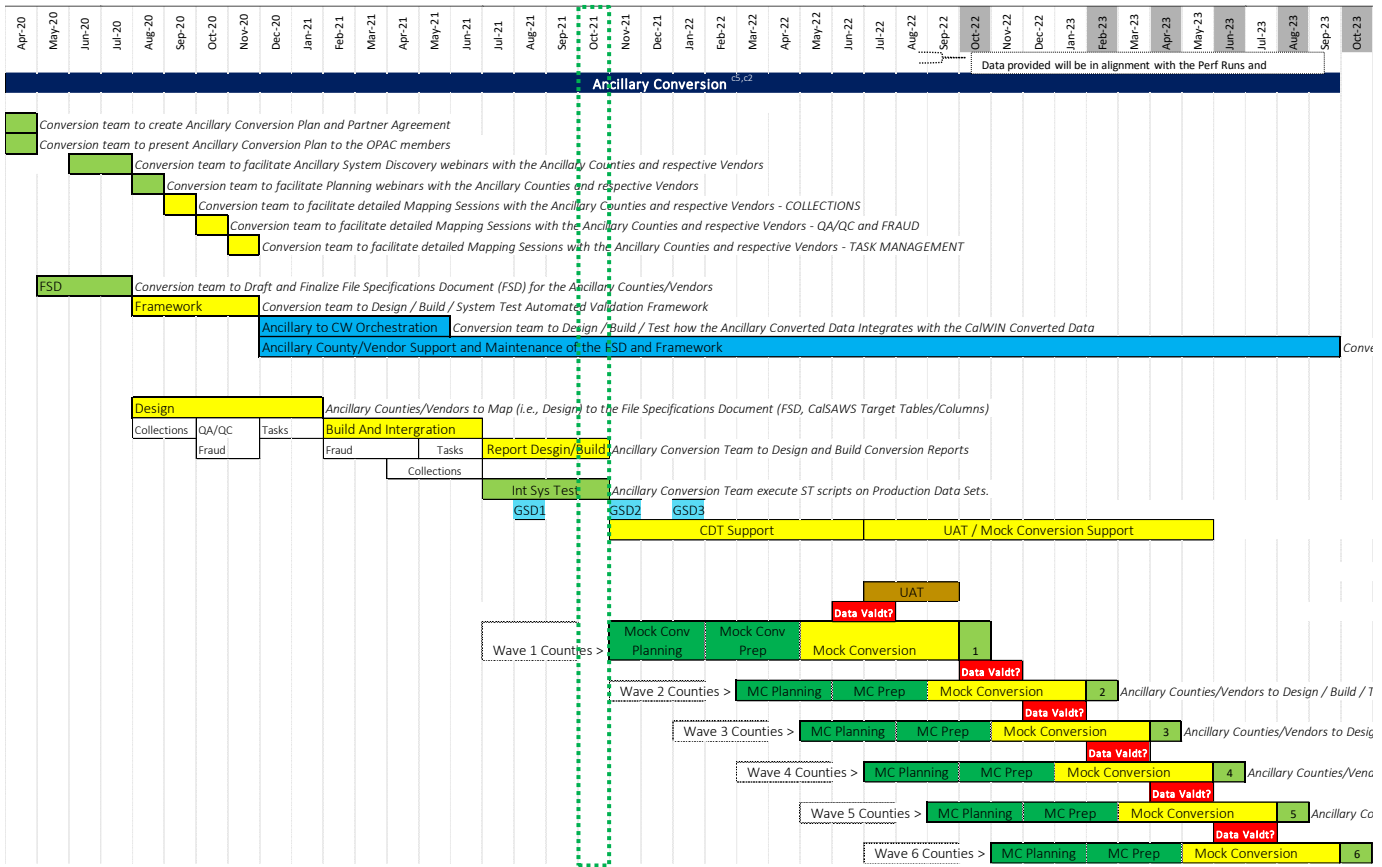 Apr-20 May-20 Jun-20 Jul-20 Aug-20 Sep-20 Oct-20 Nov-20 Dec-20 Jan-21 Feb-21 Mar-21 Apr-21 May-21 Jun-21 Jul-21 Aug-21 Sep-21 Oct-21 Nov-21 Dec-21 Jan-22 Feb-22 Mar-22 Apr-22 May-22 Jun-22 Jul-22 Aug-22 Sep-22 Oct-22 Nov-22 Dec-22 Jan-23 Feb-23 Mar-23 Apr-23 May-23 Jun-23 Jul-23 Aug-23 Sep-23 Oct-23
Data provided will be in alignment with the Perf Runs and
Ancillary Conversion c5,c2
Conversion team to create Ancillary Conversion Plan and Partner Agreement
Conversion team to present Ancillary Conversion Plan to the OPAC members
Conversion team to facilitate Ancillary System Discovery webinars with the Ancillary Counties and respective Vendors
Conversion team to facilitate Planning webinars with the Ancillary Counties and respective Vendors
Conversion team to facilitate detailed Mapping Sessions with the Ancillary Counties and respective Vendors - COLLECTIONS
Conversion team to facilitate detailed Mapping Sessions with the Ancillary Counties and respective Vendors - QA/QC and FRAUD
Conversion team to facilitate detailed Mapping Sessions with the Ancillary Counties and respective Vendors - TASK MANAGEMENT
FSD Conversion team to Draft and Finalize File Specifications Document (FSD) for the Ancillary Counties/Vendors
Framework Conversion team to Design / Build / System Test Automated Validation Framework
Ancillary to CW Orchestration Conversion team to Design / Build / Test how the Ancillary Converted Data Integrates with the CalWIN Converted Data
Ancillary County/Vendor Support and Maintenance of the FSD and Framework Conve
Design Ancillary Counties/Vendors to Map (i.e., Design) to the File Specifications Document (FSD, CalSAWS Target Tables/Columns)
Collections QA/QC Tasks Build And Intergration
Fraud Fraud Tasks Report Desgin/Build Ancillary Conversion Team to Design and Build Conversion Reports
Collections
Int Sys Test Ancillary Conversion Team execute ST scripts on Production Data Sets.
GSD1 GSD2 GSD3
CDT Support UAT / Mock Conversion Support
UAT
Data Valdt?
Wave 1 Counties > Mock Conv Planning Mock Conv Prep Mock Conversion 1
Data Valdt?
Wave 2 Counties > MC Planning MC Prep Mock Conversion 2 Ancillary Counties/Vendors to Design / Build / T
Data Valdt?
Wave 3 Counties > MC Planning MC Prep Mock Conversion 3 Ancillary Counties/Vendors to Desig
Data Valdt?
Wave 4 Counties > MC Planning MC Prep Mock Conversion 4 Ancillary Counties/Vend
Data Valdt?
Wave 5 Counties > MC Planning MC Prep Mock Conversion 5 Ancillary Co
Data Valdt?
Wave 6 Counties > MC Planning MC Prep Mock Conversion 6